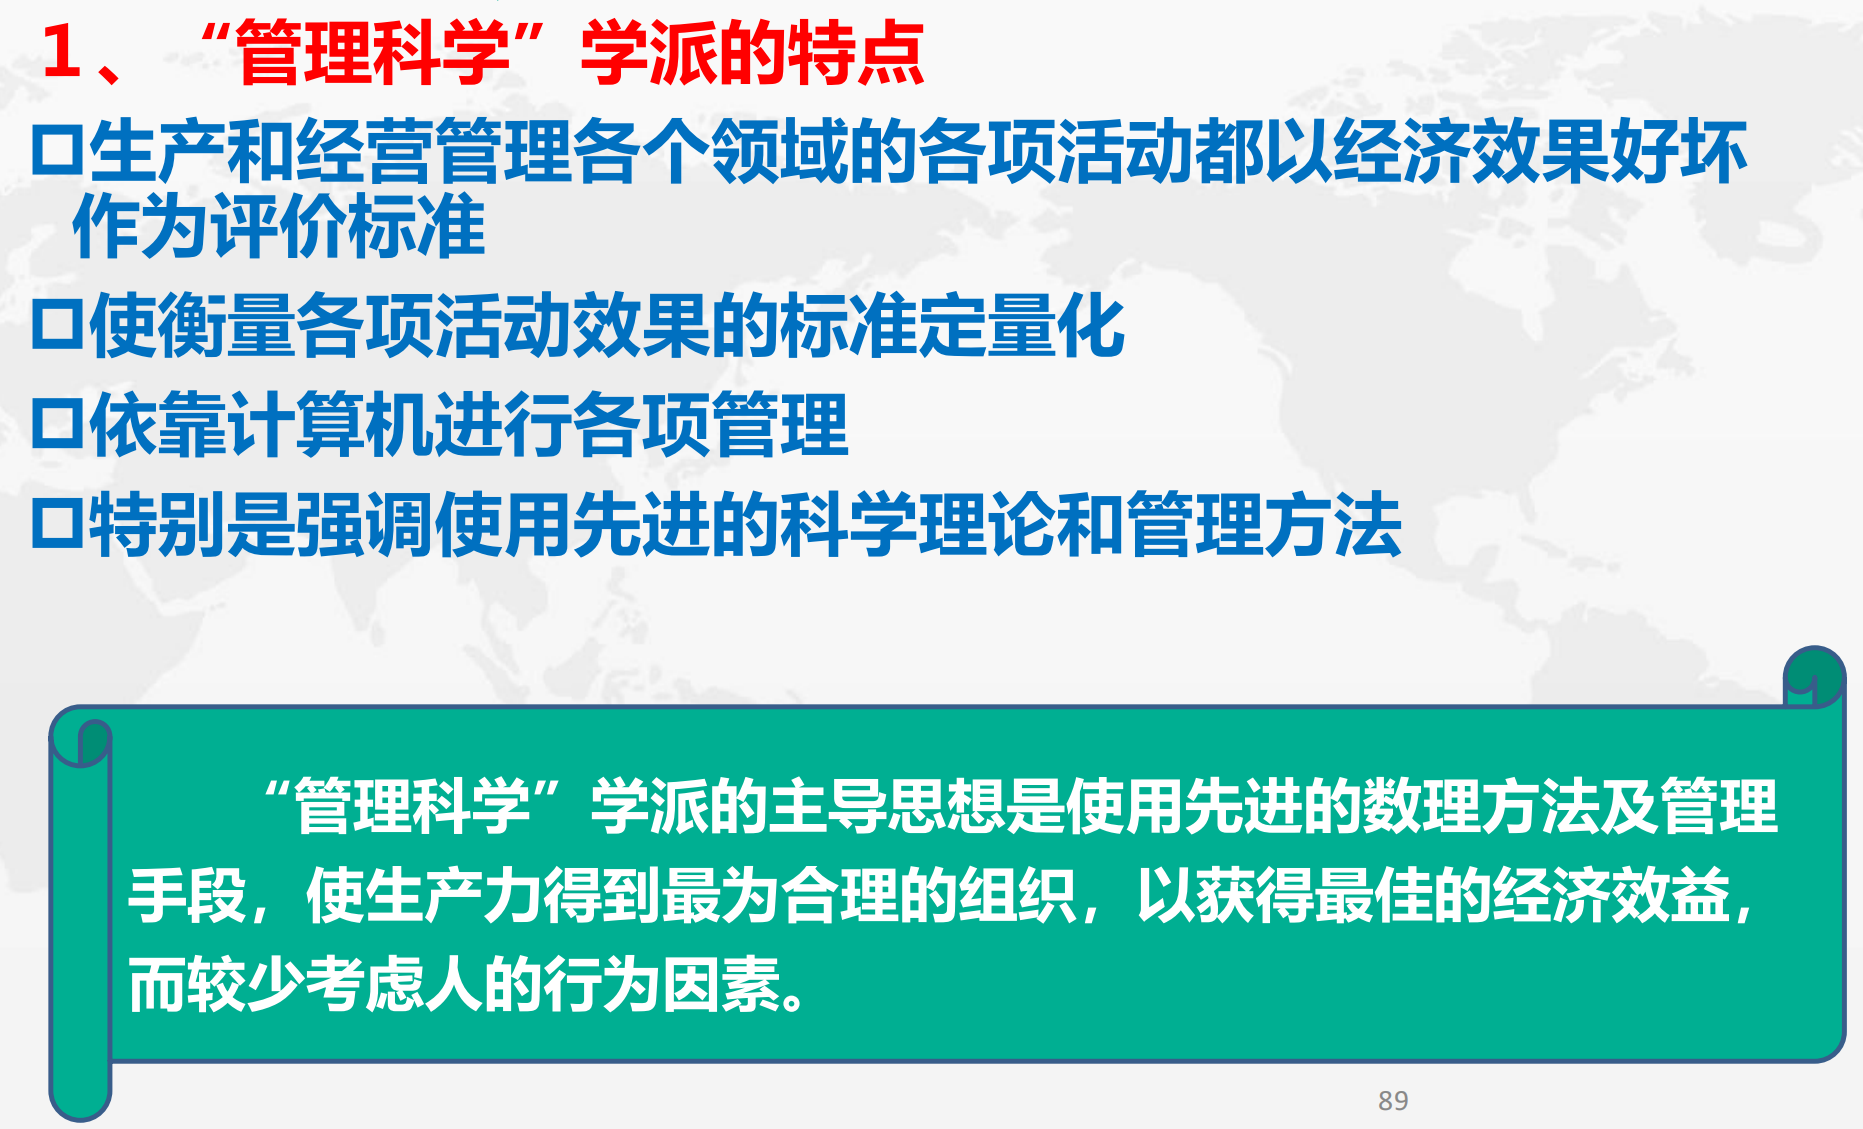 1、 “管理科学”学派的特点
□生产和经营管理各个领域的各项活动都以经济效果好坏
作为评价标准
□使衡量各项活动效果的标准定量化
□依靠计算机进行各项管理
□特别是强调使用先进的科学理论和管理方法
“管理科学”学派的主导思想是使用先进的数理方法及管理
手段，使生产力得到最为合理的组织，以获得最佳的经济效益，
而较少考虑人的行为因素。
89